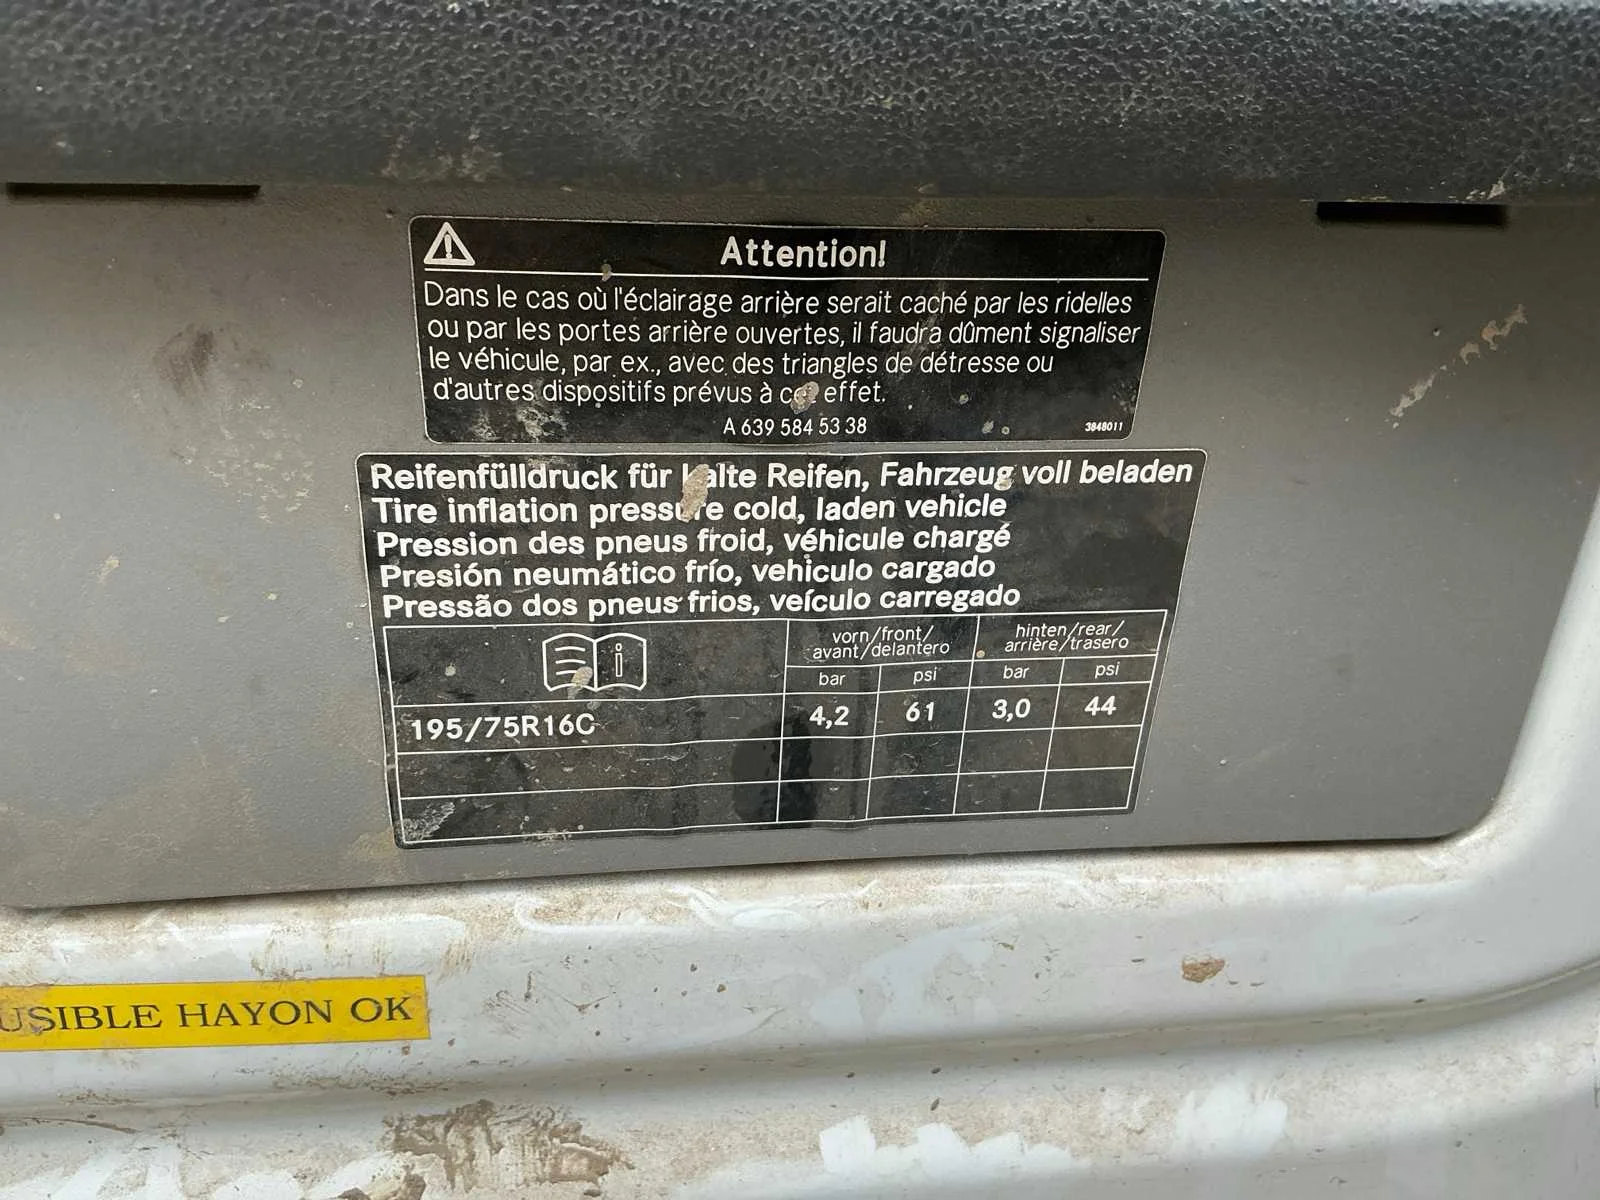 Attention!
Dans le cas où l'éclairage arrière serait caché par les ridelles
ou par les portes arrière ouvertes, il faudra dûment signaliser
le véhicule, par ex., avec des triangles de détresse ou
d'autres dispositifs prévus à cet effet.
A 639 584 53 38
3848011
Reifenfülldruck für kalte Reifen, Fahrzeug voll beladen
Tire inflation pressure cold, laden vehicle
Pression des pneus froid, véhicule chargé
Presión neumático frío, vehiculo cargado
Pressão dos pneus frios, veículo carregado
vorn/front/
avant/delantero
hinten/rear/
arrière/trasero
bar psi bar psi
195/75R16C 4,2 61 3,0 44
USIBLE HAYON OK